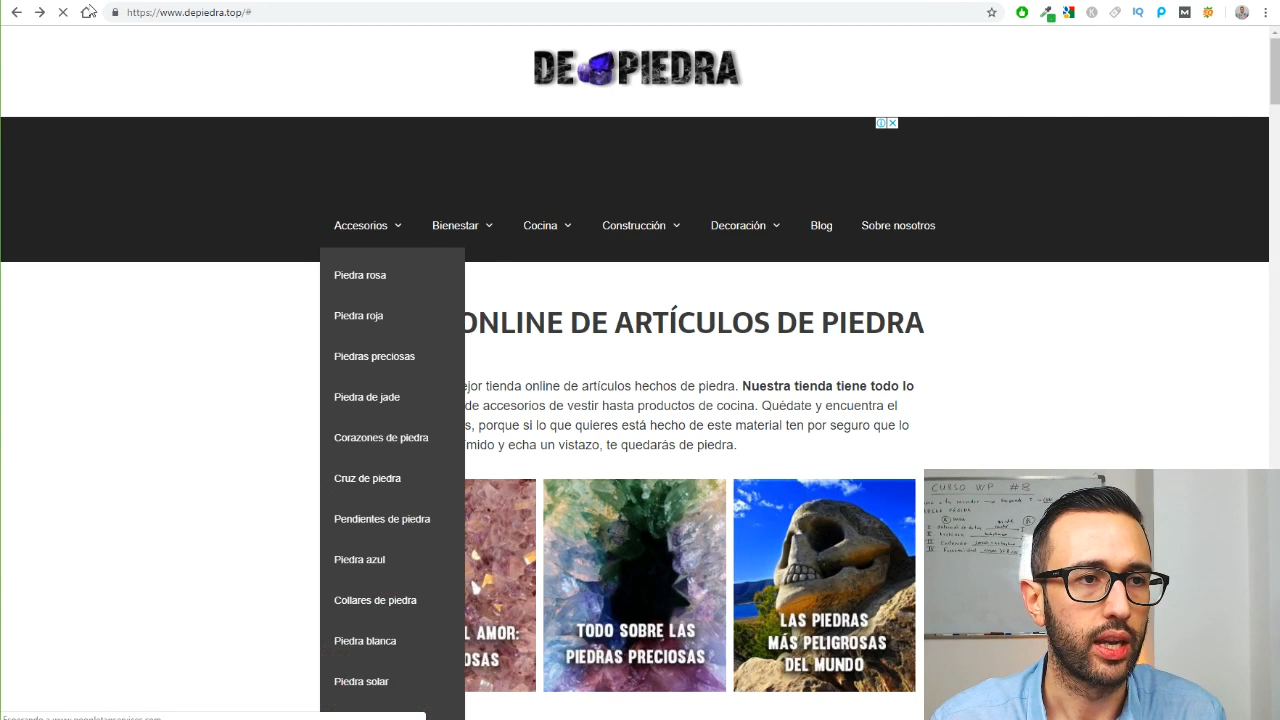 https://www.depiedra.top/#
DE PIEDRA
Accesorios
Bienestar
Cocina
Construcción
Decoración
Blog
Sobre nosotros
Piedra rosa
Piedra roja
Piedras preciosas
Piedra de jade
Corazones de piedra
Cruz de piedra
Pendientes de piedra
Piedra azul
Collares de piedra
Piedra blanca
Piedra solar
ONLINE DE ARTÍCULOS DE PIEDRA
jor tienda online de artículos hechos de piedra. Nuestra tienda tiene todo lo
de accesorios de vestir hasta productos de cocina. Quédate y encuentra el
s, porque si lo que quieres está hecho de este material ten por seguro que lo
mido y echa un vistazo, te quedarás de piedra.
L AMOR:
OSAS
TODO SOBRE LAS
PIEDRAS PRECIOSAS
LAS PIEDRAS
MÁS PELIGROSAS
DEL MUNDO
CURSO WP #8